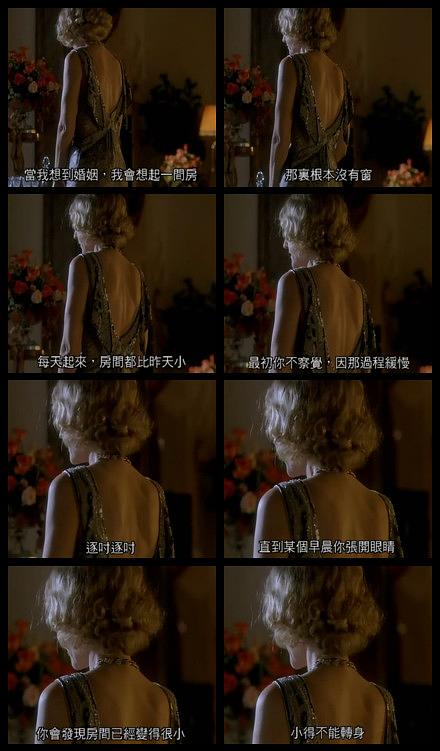 當我想到婚姻，我會想起一間房
那裏根本沒有窗
每天起來，房間都比昨天小
最初你不察覺，因那過程緩慢
逐吋逐吋
直到某個早晨你張開眼睛
你會發現房間已經變得很小
小得不能轉身